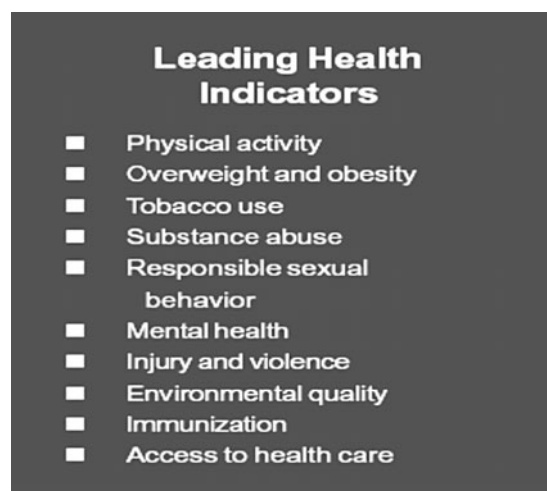 Leading Health
Indicators
■ Physical activity
■ Overweight and obesity
■ Tobacco use
■ Substance abuse
■ Responsible sexual
behavior
■ Mental health
■ Injury and violence
■ Environmental quality
■ Immunization
■ Access to health care